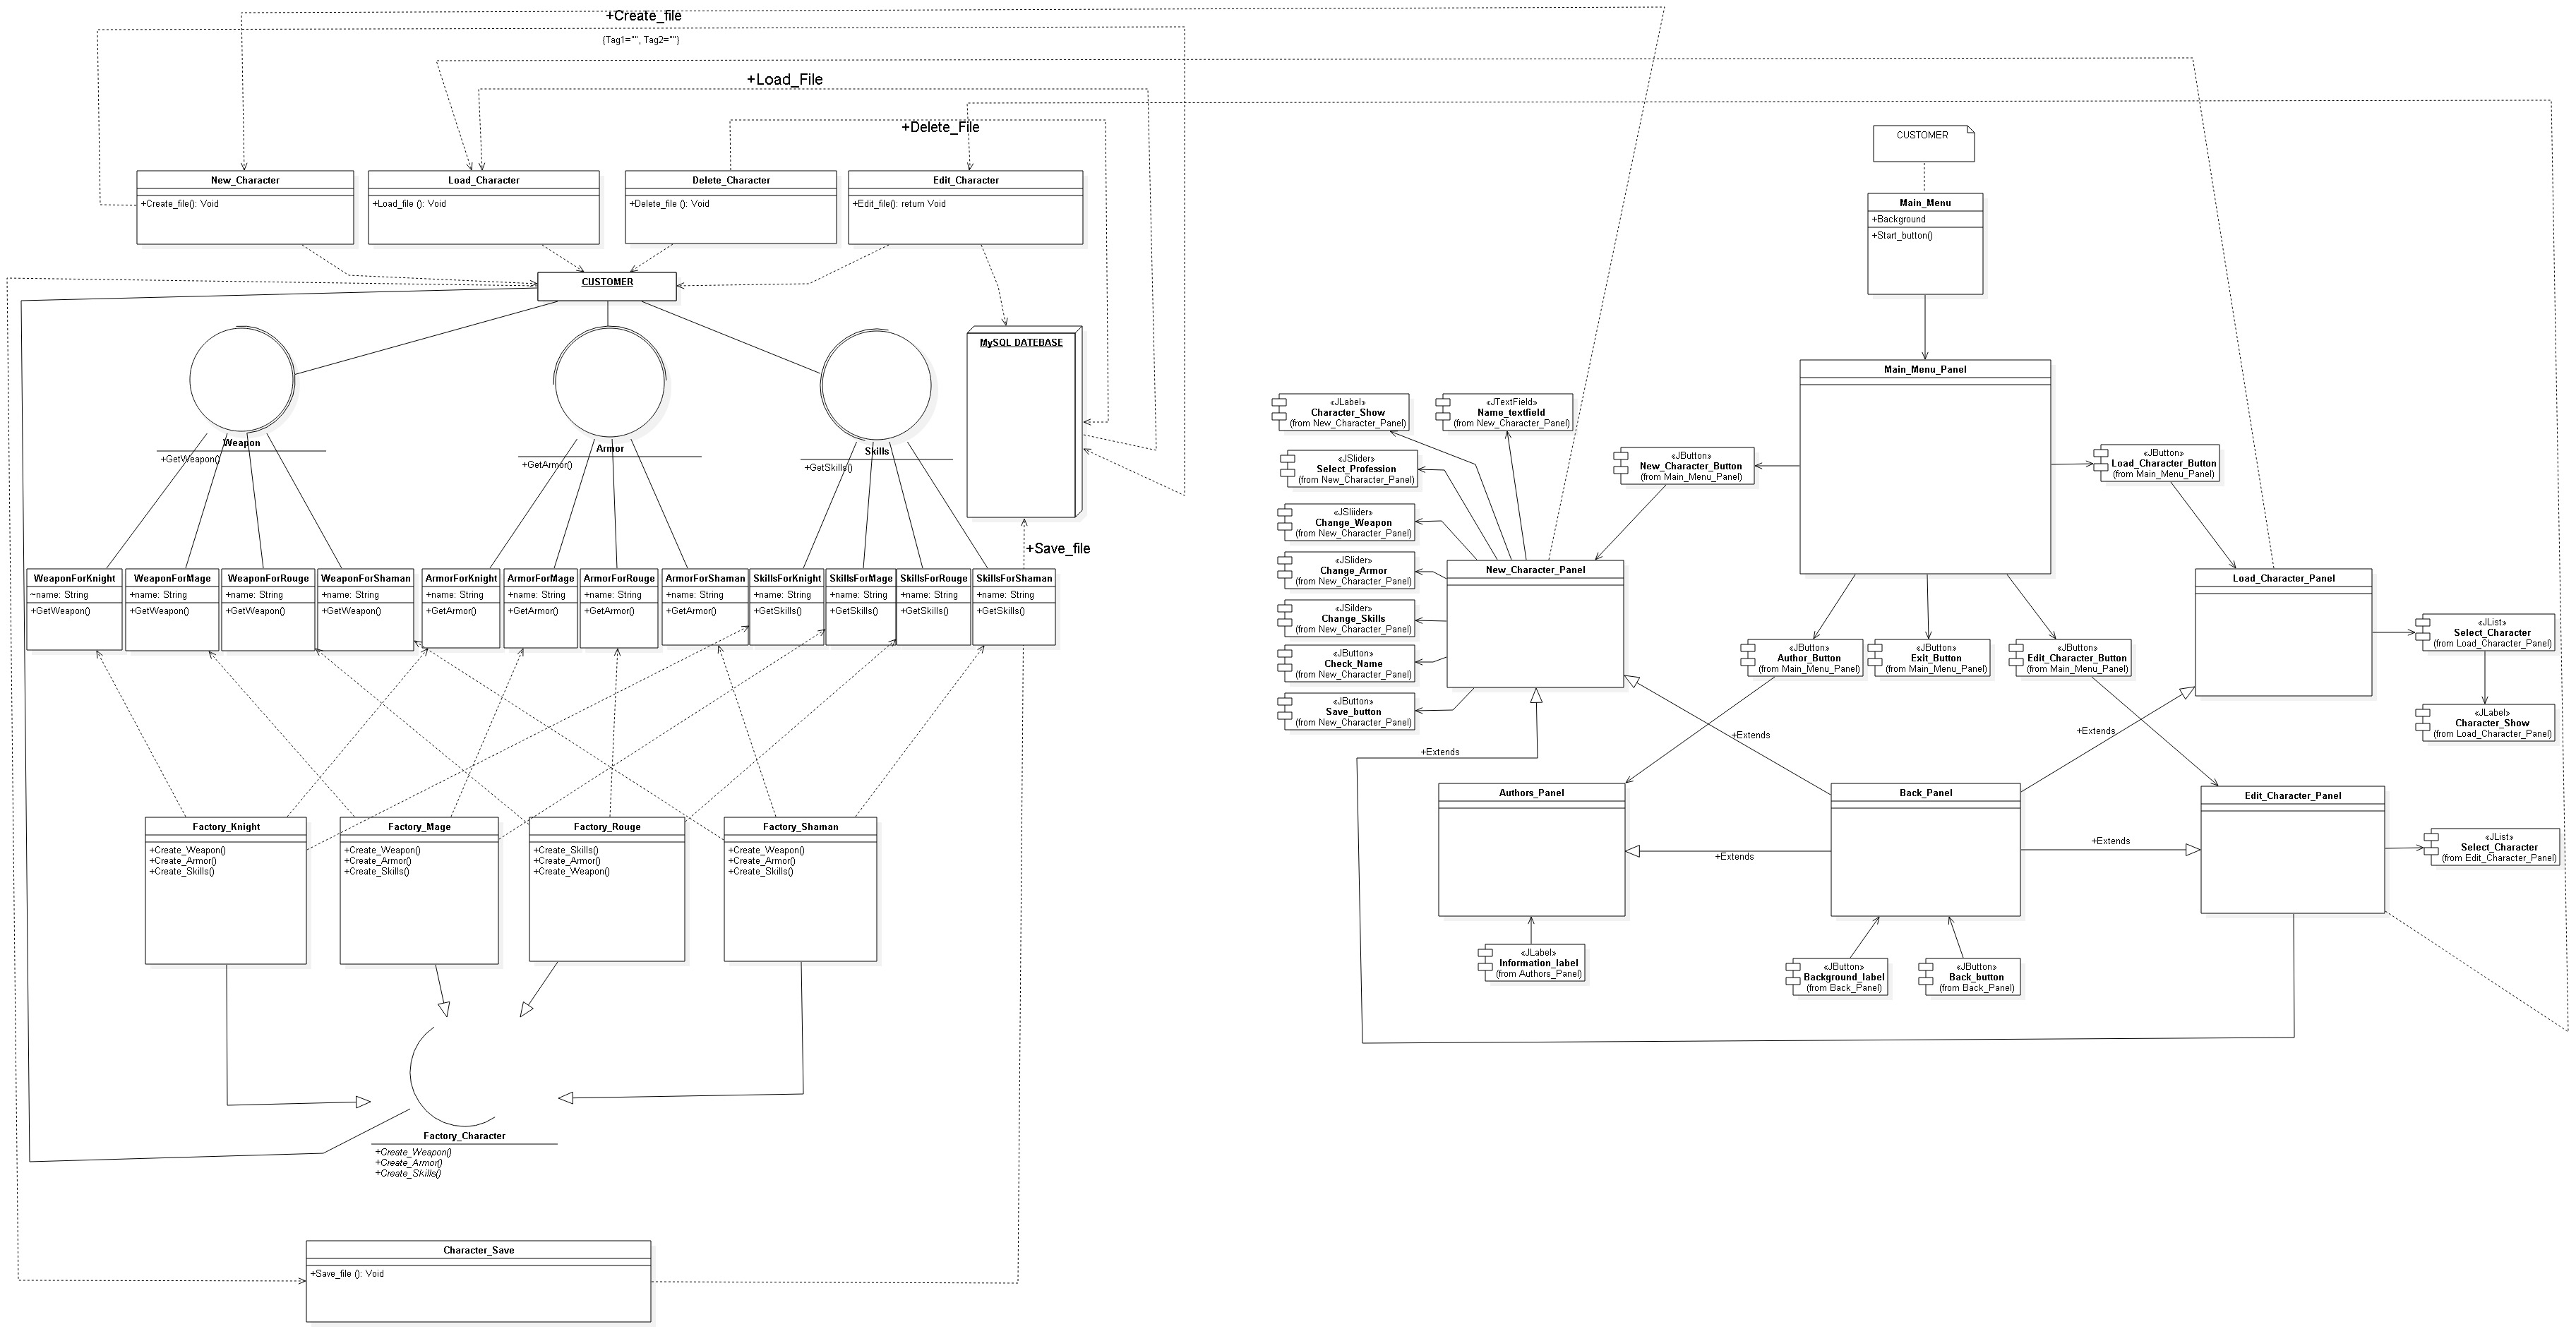 +Create_file
{Tag1="", Tag2=""}
+Load_File
+Delete_File
New_Character
+Create_file(): Void
Load_Character
+Load_file (): Void
Delete_Character
+Delete_file (): Void
Edit_Character
+Edit_file(): return Void
CUSTOMER
MySQL DATEBASE
Weapon
+GetWeapon()
Armor
+GetArmor()
Skills
+GetSkills()
+Save_file
WeaponForKnight
~name: String
+GetWeapon()
WeaponForMage
+name: String
+GetWeapon()
WeaponForRouge
+name: String
+GetWeapon()
WeaponForShaman
+name: String
+GetWeapon()
ArmorForKnight
+name: String
+GetArmor()
ArmorForMage
+name: String
+GetArmor()
ArmorForRouge
+name: String
+GetArmor()
ArmorForShaman
+name: String
+GetArmor()
SkillsForKnight
+name: String
+GetSkills()
SkillsForMage
+name: String
+GetSkills()
SkillsForRouge
+name: String
+GetSkills()
SkillsForShaman
+name: String
+GetSkills()
Factory_Knight
+Create_Weapon()
+Create_Armor()
+Create_Skills()
Factory_Mage
+Create_Weapon()
+Create_Armor()
+Create_Skills()
Factory_Rouge
+Create_Skills()
+Create_Armor()
+Create_Weapon()
Factory_Shaman
+Create_Weapon()
+Create_Armor()
+Create_Skills()
Factory_Character
+Create_Weapon()
+Create_Armor()
+Create_Skills()
Character_Save
+Save_file (): Void
CUSTOMER
Main_Menu
+Background
+Start_button()
Main_Menu_Panel
«JLabel»
Character_Show
(from New_Character_Panel)
«JTextField»
Name_textfield
(from New_Character_Panel)
«JSlider»
Select_Profession
(from New_Character_Panel)
«JButton»
New_Character_Button
(from Main_Menu_Panel)
«JButton»
Load_Character_Button
(from Main_Menu_Panel)
«JSliider»
Change_Weapon
(from New_Character_Panel)
«JSlider»
Change_Armor
(from New_Character_Panel)
«JSilder»
Change_Skills
(from New_Character_Panel)
«JButton»
Check_Name
(from New_Character_Panel)
«JButton»
Save_button
(from New_Character_Panel)
New_Character_Panel
Load_Character_Panel
«JButton»
Author_Button
(from Main_Menu_Panel)
«JButton»
Exit_Button
(from Main_Menu_Panel)
«JButton»
Edit_Character_Button
(from Main_Menu_Panel)
«JList»
Select_Character
(from Load_Character_Panel)
«JLabel»
Character_Show
(from Load_Character_Panel)
+Extends
+Extends
+Extends
Authors_Panel
Back_Panel
Edit_Character_Panel
+Extends
+Extends
«JList»
Select_Character
(from Edit_Character_Panel)
«JLabel»
Information_label
(from Authors_Panel)
«JButton»
Background_label
(from Back_Panel)
«JButton»
Back_button
(from Back_Panel)